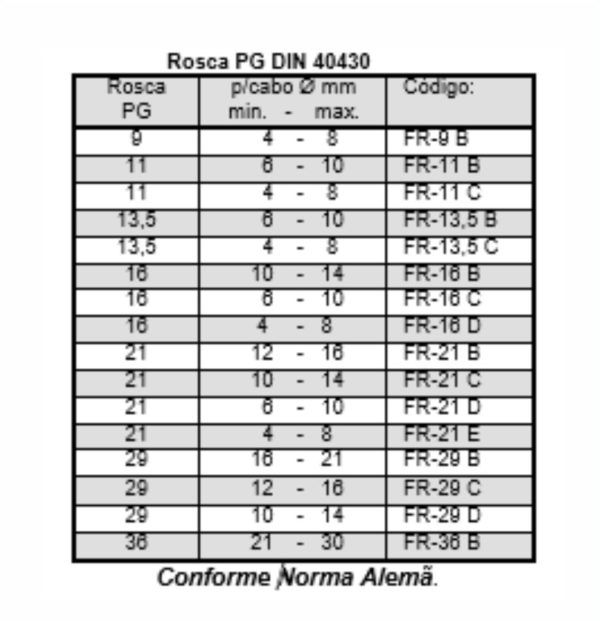 Rosca PG DIN 40430
Rosca PG p/cabo Ø mm min. - max. Código:
9 4 - 8 FR-9 B
11 6 - 10 FR-11 B
11 4 - 8 FR-11 C
13,5 6 - 10 FR-13,5 B
13,5 4 - 8 FR-13,5 C
16 10 - 14 FR-16 B
16 6 - 10 FR-16 C
16 4 - 8 FR-16 D
21 12 - 16 FR-21 B
21 10 - 14 FR-21 C
21 6 - 10 FR-21 D
21 4 - 8 FR-21 E
29 16 - 21 FR-29 B
29 12 - 16 FR-29 C
29 10 - 14 FR-29 D
36 21 - 30 FR-36 B
Conforme Norma Alemã.